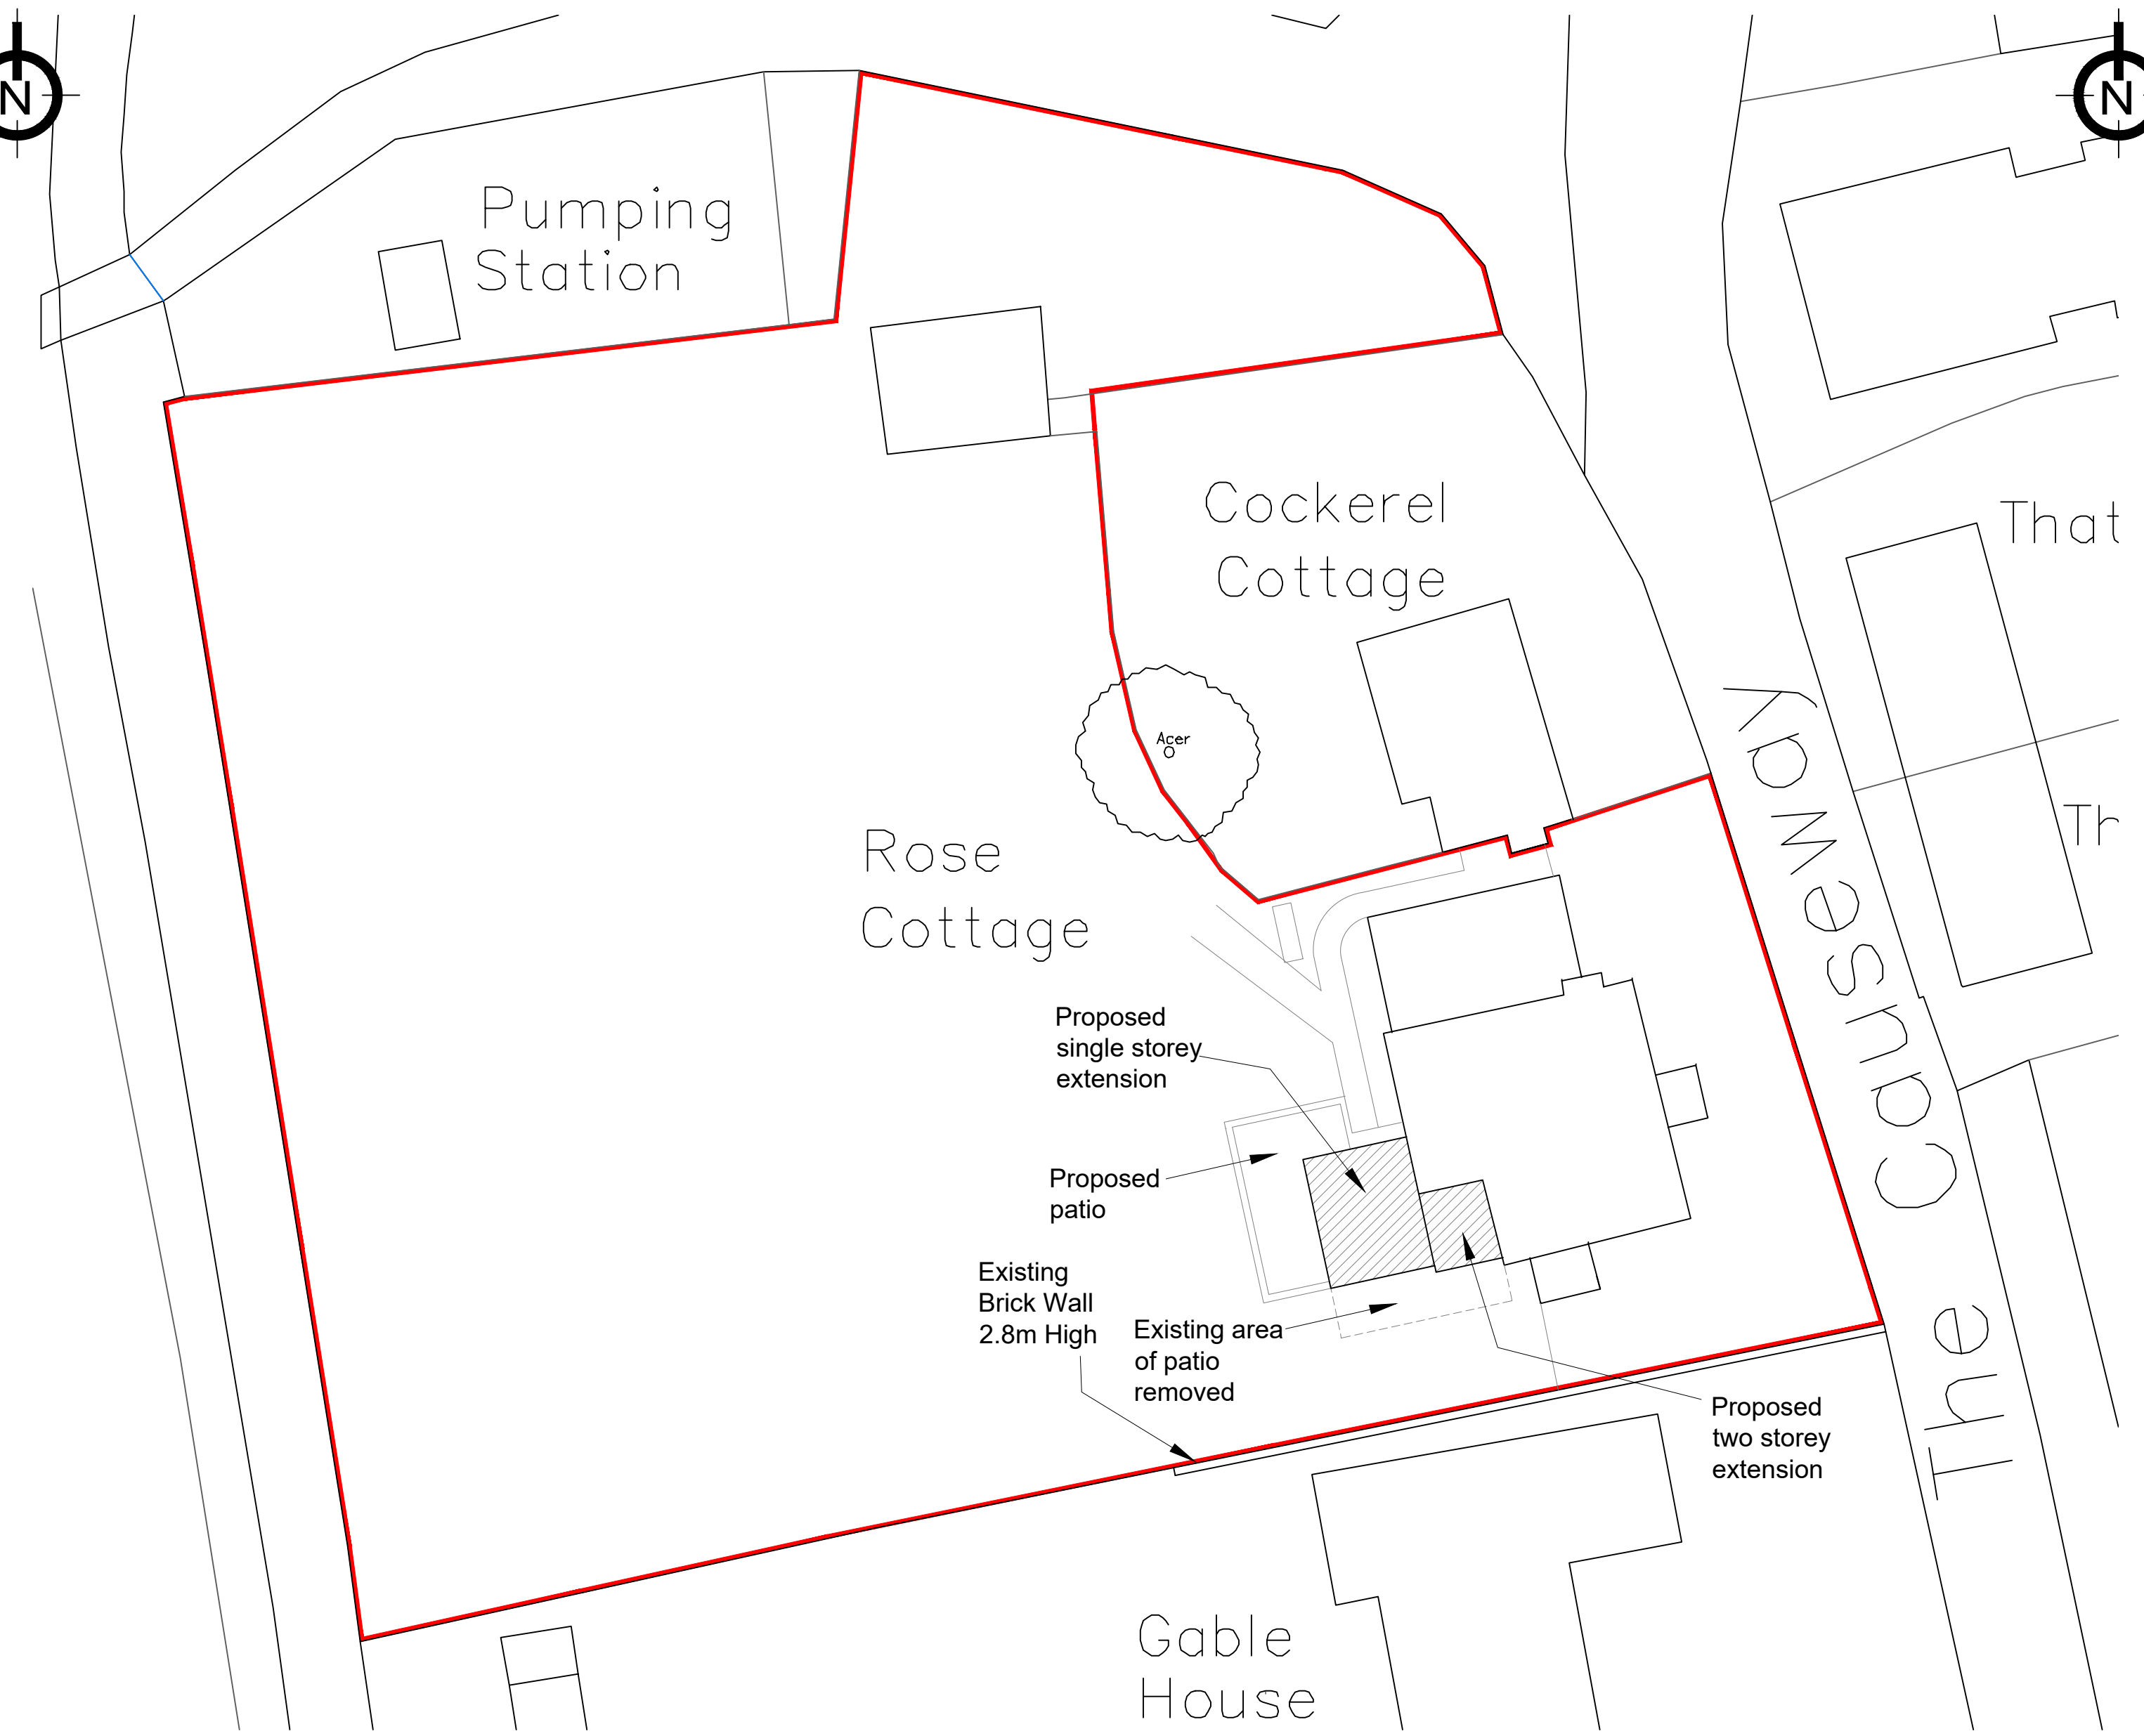 N
N
Pumping
Station
Cockerel
Cottage
That
Acer
Th
Rose
Cottage
The Causeway
Proposed
single storey
extension
Proposed
patio
Existing
Brick Wall
2.8m High
Existing area
of patio
removed
Proposed
two storey
extension
Gable
House